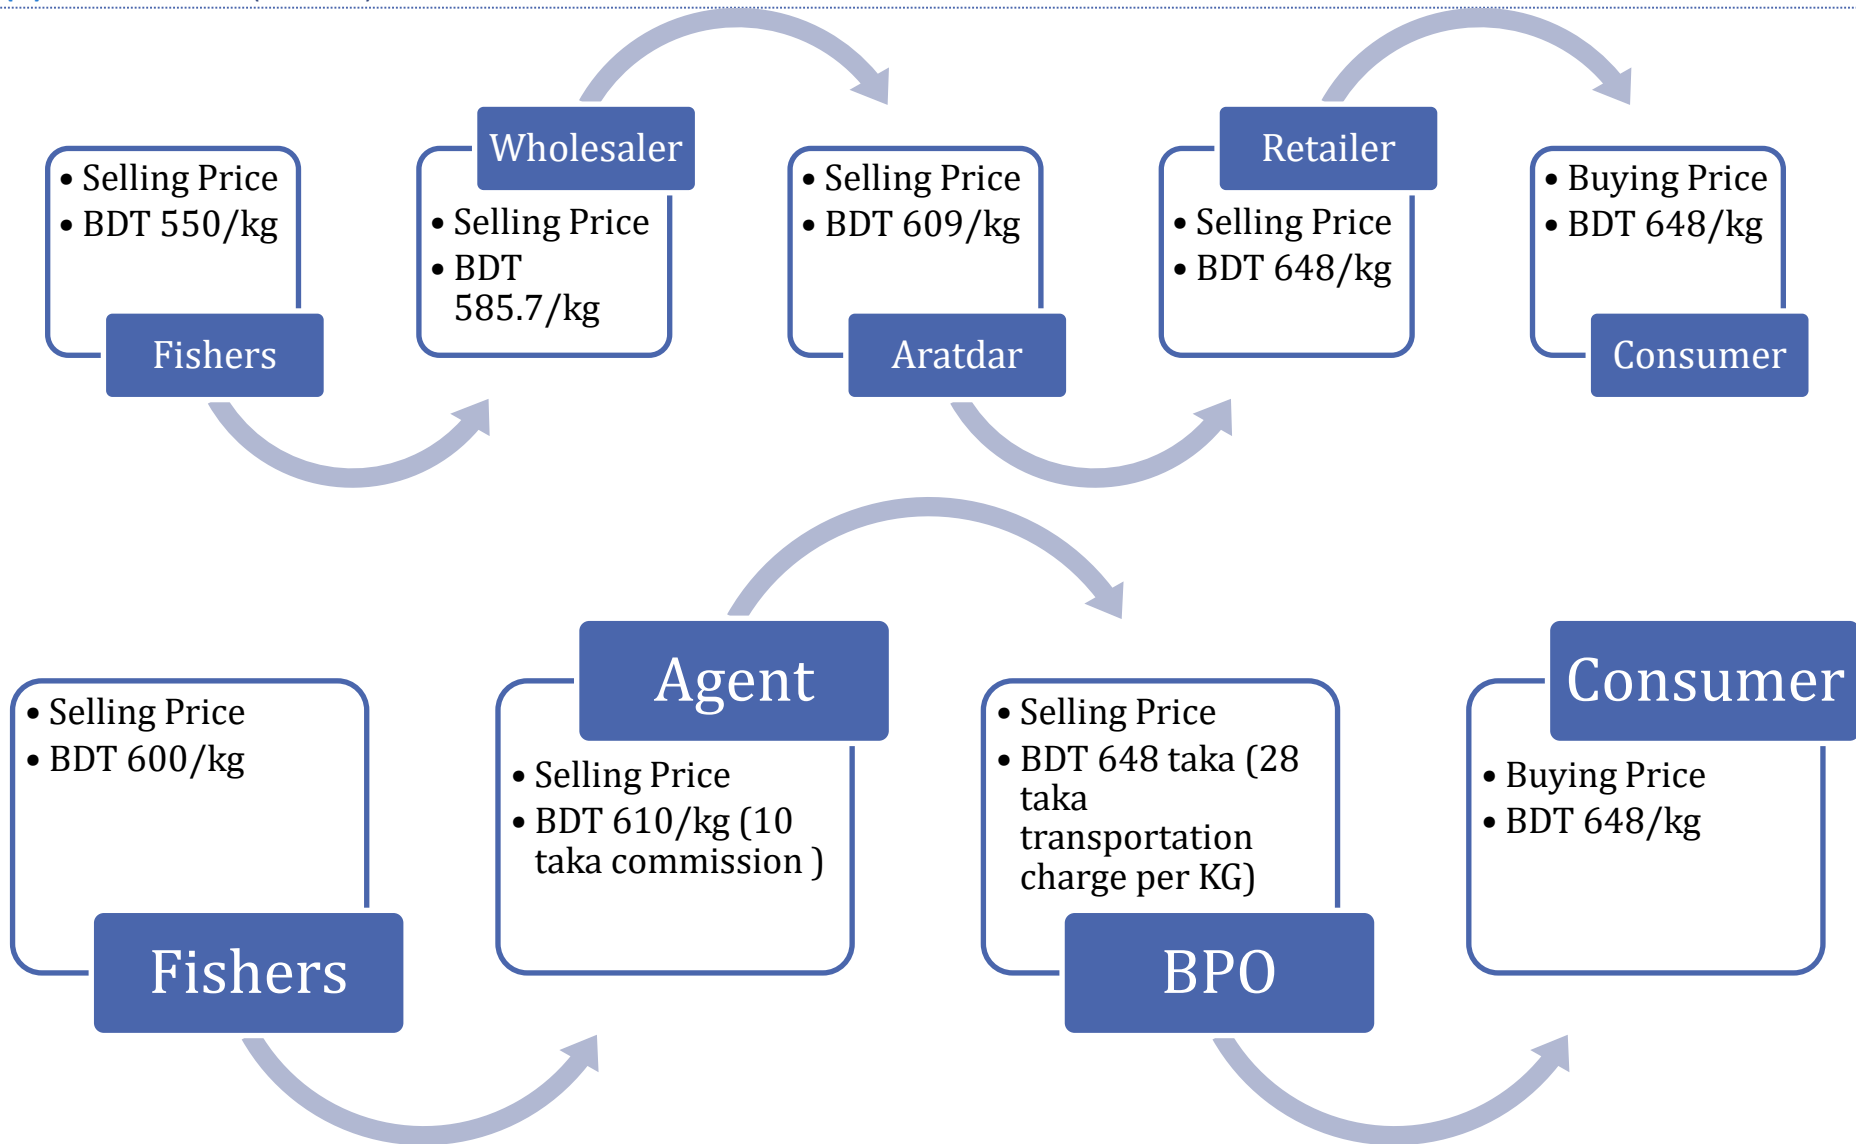 • Selling Price
• BDT 550/kg
Fishers
Wholesaler
• Selling Price
• BDT
585.7/kg
• Selling Price
• BDT 609/kg
Aratdar
Retailer
• Selling Price
• BDT 648/kg
• Buying Price
• BDT 648/kg
Consumer
• Selling Price
• BDT 600/kg
Fishers
Agent
• Selling Price
• BDT 610/kg (10
taka commission )
• Selling Price
• BDT 648 taka (28
taka
transportation
charge per KG)
BPO
Consumer
• Buying Price
• BDT 648/kg